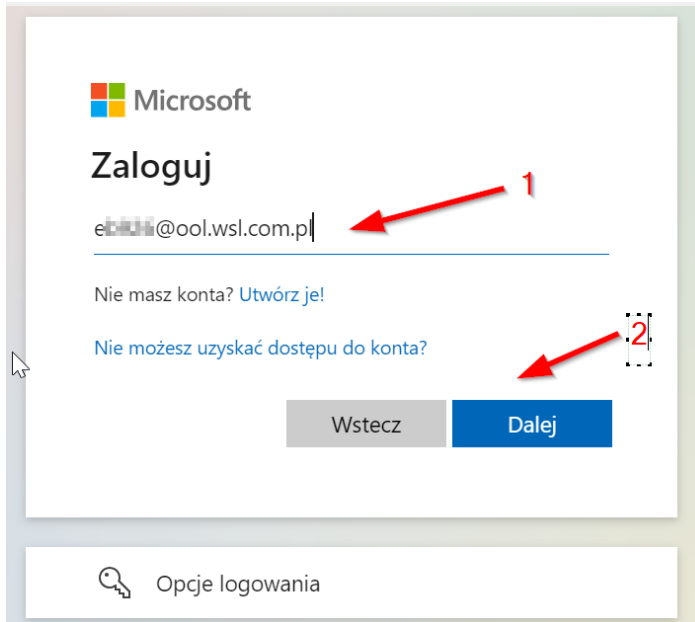 Microsoft
Zaloguj
1
@ool.wsl.com.pl
Nie masz konta? Utwórz je!
2
Nie możesz uzyskać dostępu do konta?
Wstecz
Dalej
Opcje logowania